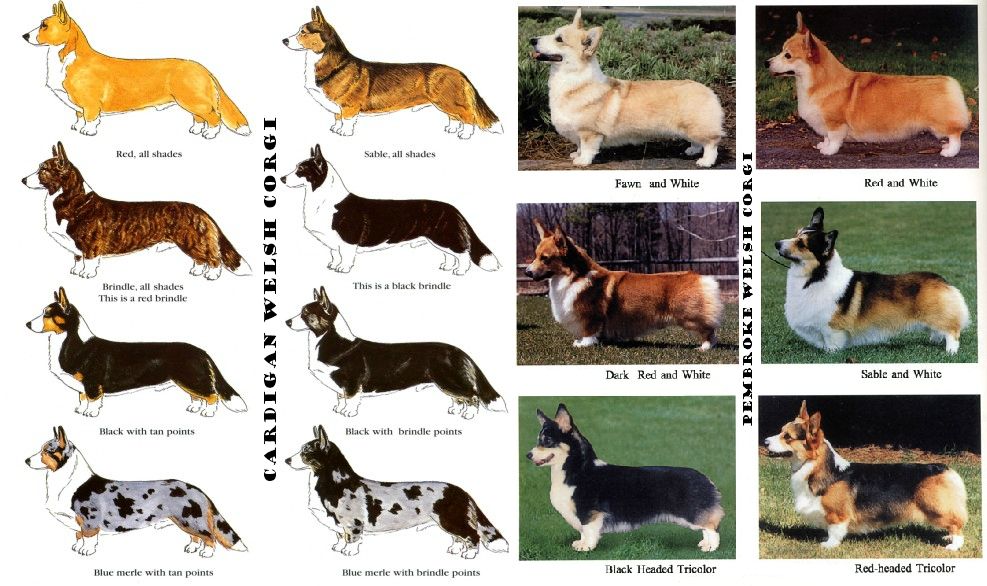 Red, all shades
Sable, all shades
Brindle, all shades
This is a red brindle
This is a black brindle
Black with tan points
Black with brindle points
Blue merle with tan points
Blue merle with brindle points
CARDIGAN WELSH CORGI
Fawn and White
Red and White
Dark Red and White
Sable and White
Black Headed Tricolor
Red-headed Tricolor
PEMBROKE WELSH CORGI